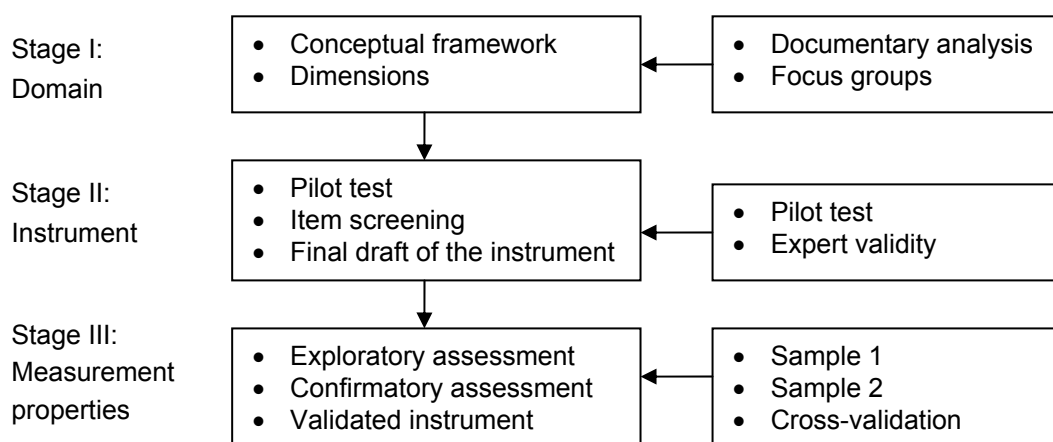 Stage I:
Domain
• Conceptual framework
• Dimensions
• Documentary analysis
• Focus groups
Stage II:
Instrument
• Pilot test
• Item screening
• Final draft of the instrument
• Pilot test
• Expert validity
Stage III:
Measurement
properties
• Exploratory assessment
• Confirmatory assessment
• Validated instrument
• Sample 1
• Sample 2
• Cross-validation